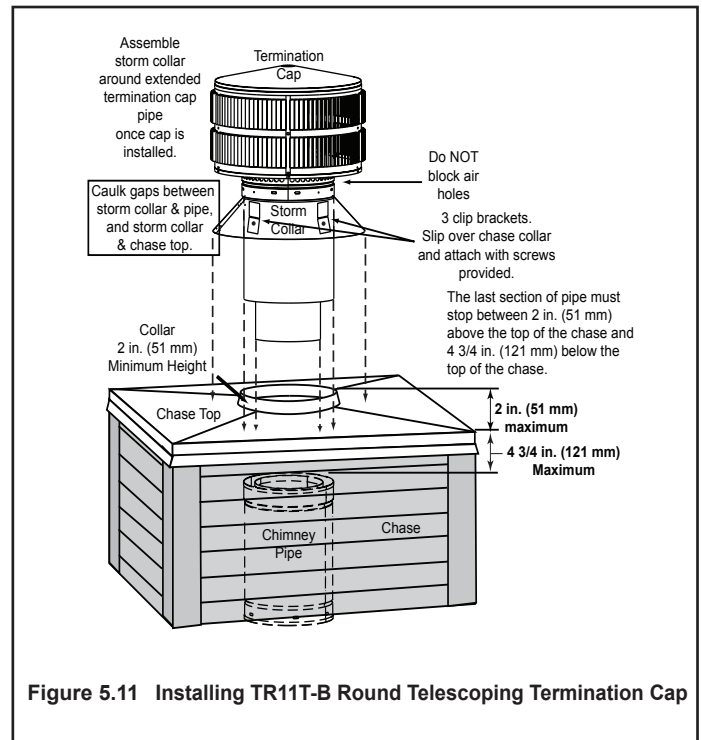 Assemble
storm collar
around extended
termination cap
pipe
once cap is
installed.
Termination
Cap
Do NOT
block air
holes
Caulk gaps between
storm collar & pipe,
and storm collar
& chase top.
Storm
Collar
3 clip brackets.
Slip over chase collar
and attach with screws
provided.
The last section of pipe must
stop between 2 in. (51 mm)
above the top of the chase and
4 3/4 in. (121 mm) below the
top of the chase.
Collar
2 in. (51 mm)
Minimum Height
Chase Top
2 in. (51 mm)
maximum
4 3/4 in. (121 mm)
Maximum
Chimney
Pipe
Chase
Figure 5.11 Installing TR11T-B Round Telescoping Termination Cap